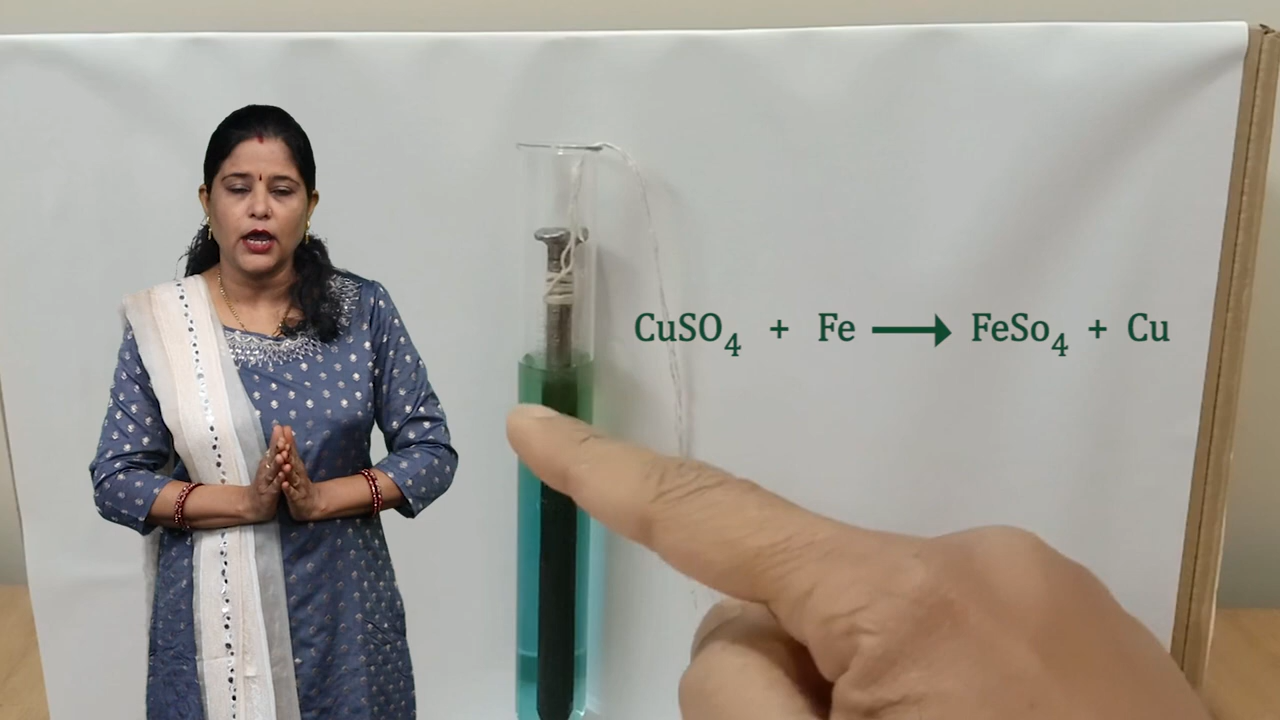 CuSO₄ + Fe ⟶ FeSo₄ + Cu